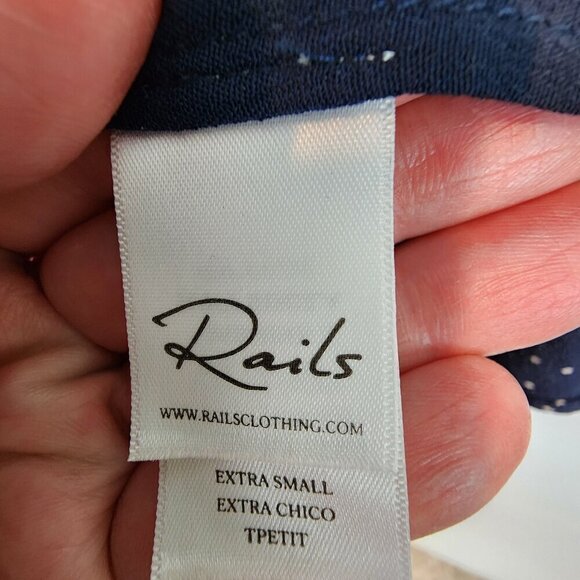 Rails
WWW.RAILSCLOTHING.COM
EXTRA SMALL
EXTRA CHICO
TPETIT